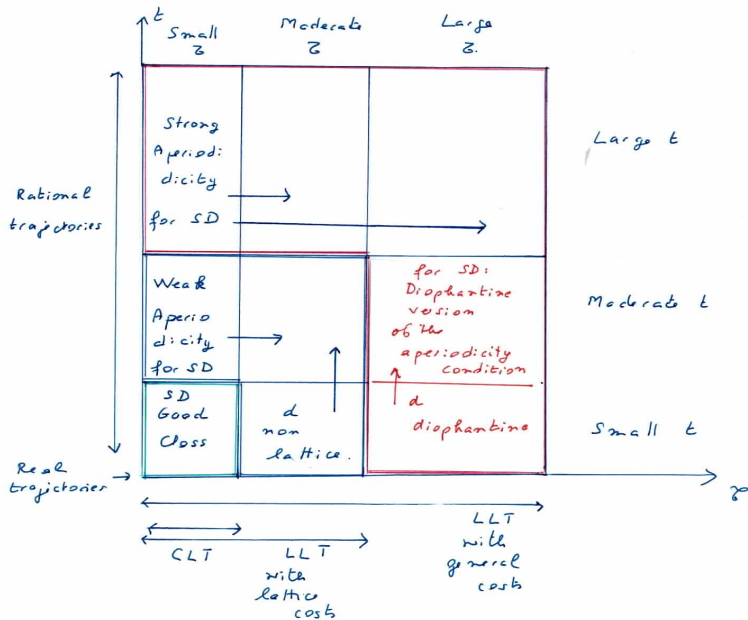 t
Small
τ
Moderate
τ
Large
τ.
Strong
Aperiodi
dicity
for SD
Large t
Rational
trajectories
Weak
Aperio
dicity
for SD
for SD:
Diophantine
version
of the
aperiodicity
condition
Moderate t
SD
Good
Class
d
non
lattice.
d
diophantine
Small t
Real
trajectories
τ
CLT
LLT
with
lattice
costs
LLT
with
general
costs